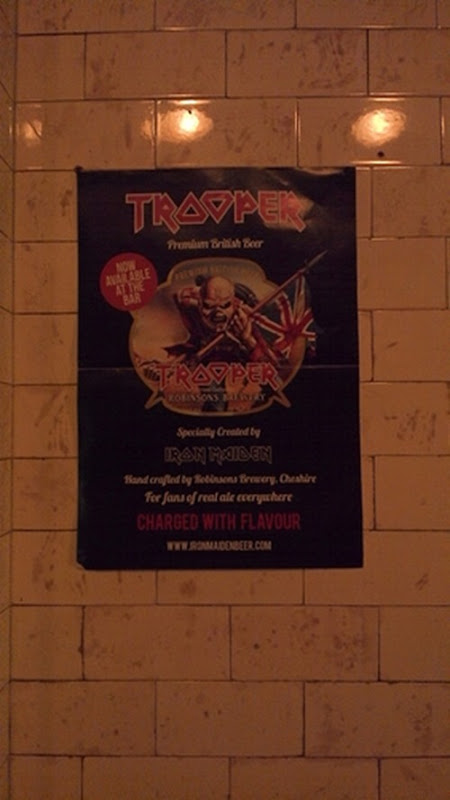 TROOPER
Premium British Beer
NOW
AVAILABLE
AT THE
BAR
TROOPER
ROBINSONS BREWERY
Specially Created by
IRON MAIDEN
Hand crafted by Robinsons Brewery, Cheshire
For fans of real ale everywhere
CHARGED WITH FLAVOUR
WWW.IRONMAIDENBEER.COM